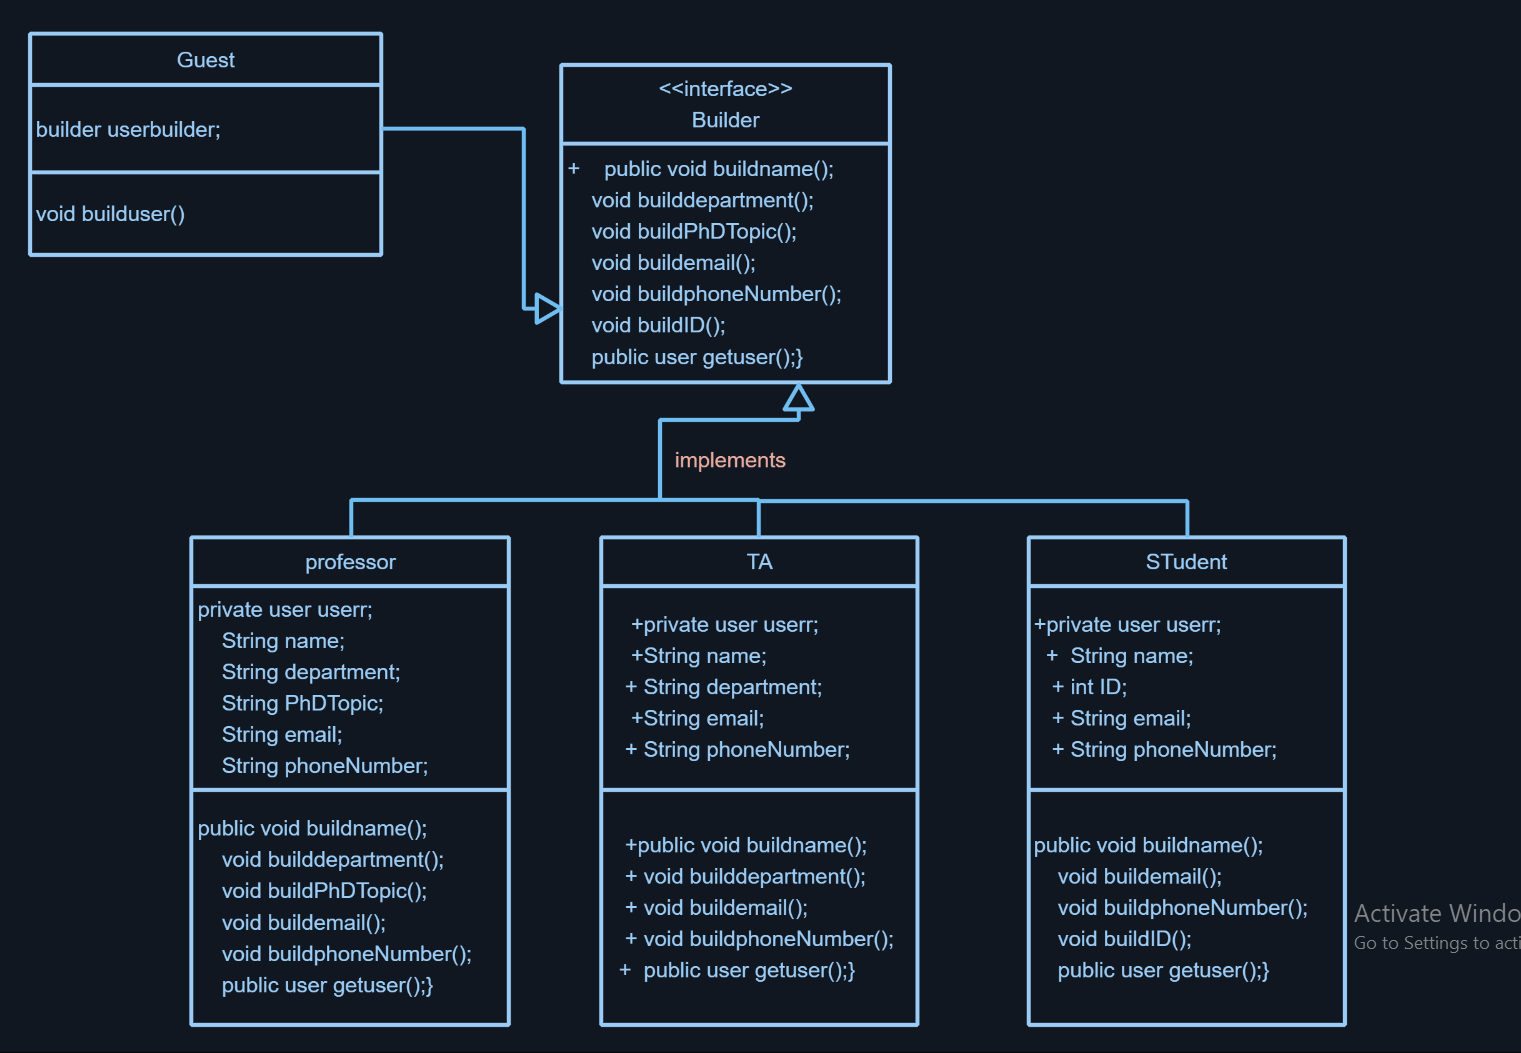 Guest
builder userbuilder;
void builduser()
<<interface>>
Builder
+    public void buildname();
void builddepartment();
void buildPhDTopic();
void buildemail();
void buildphoneNumber();
void buildID();
public user getuser();}
implements
professor
private user userr;
String name;
String department;
String PhDTopic;
String email;
String phoneNumber;
public void buildname();
void builddepartment();
void buildPhDTopic();
void buildemail();
void buildphoneNumber();
public user getuser();}
TA
+private user userr;
+String name;
+ String department;
+String email;
+ String phoneNumber;
+public void buildname();
+ void builddepartment();
+ void buildemail();
+ void buildphoneNumber();
+  public user getuser();}
STudent
+private user userr;
+  String name;
+ int ID;
+ String email;
+ String phoneNumber;
public void buildname();
void buildemail();
void buildphoneNumber();
void buildID();
public user getuser();}
Activate Windo
Go to Settings to acti